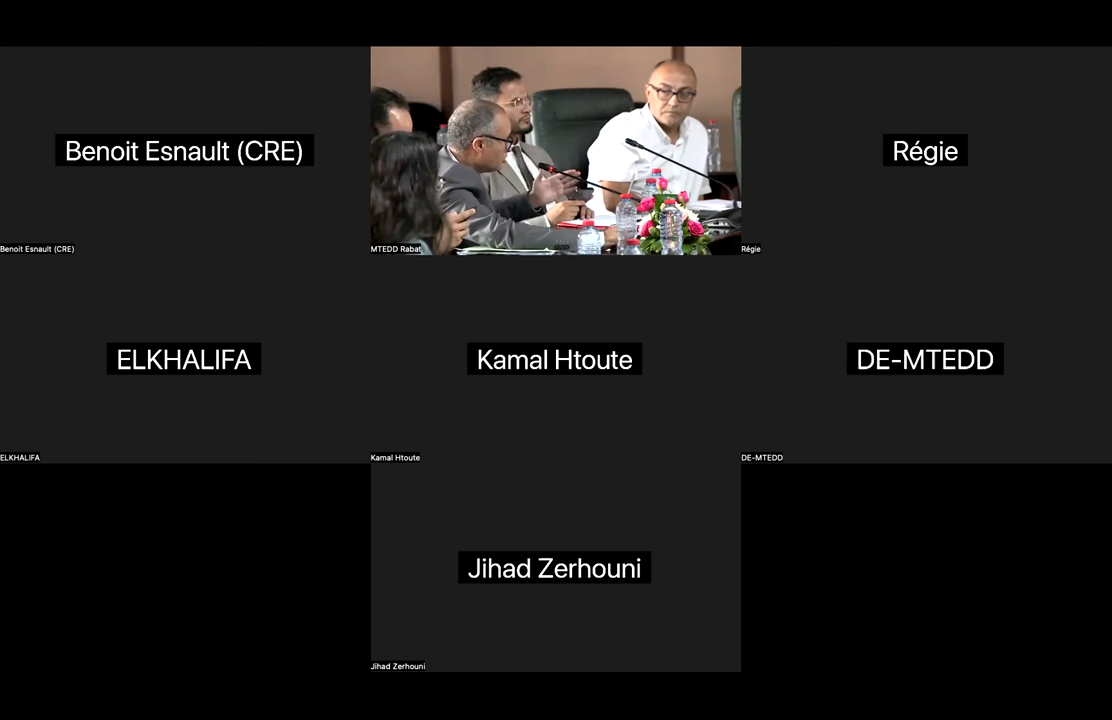 Benoit Esnault (CRE)
Régie
Benoit Esnault (CRE)
MTEDD Rabat
Régie
ELKHALIFA
Kamal Htoute
DE-MTEDD
ELKHALIFA
Kamal Htoute
DE-MTEDD
Jihad Zerhouni
Jihad Zerhouni